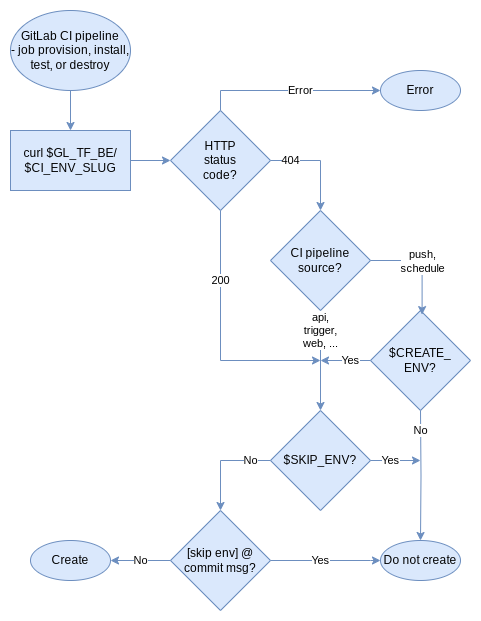 GitLab CI pipeline
- job provision, install,
test, or destroy
Error
Error
curl $GL_TF_BE/
$CI_ENV_SLUG
HTTP
status
code?
404
CI pipeline
source?
push,
schedule
200
api,
trigger,
web, ...
Yes
$CREATE_
ENV?
No
No
$SKIP_ENV?
Yes
Create
No
[skip env] @
commit msg?
Yes
Do not create